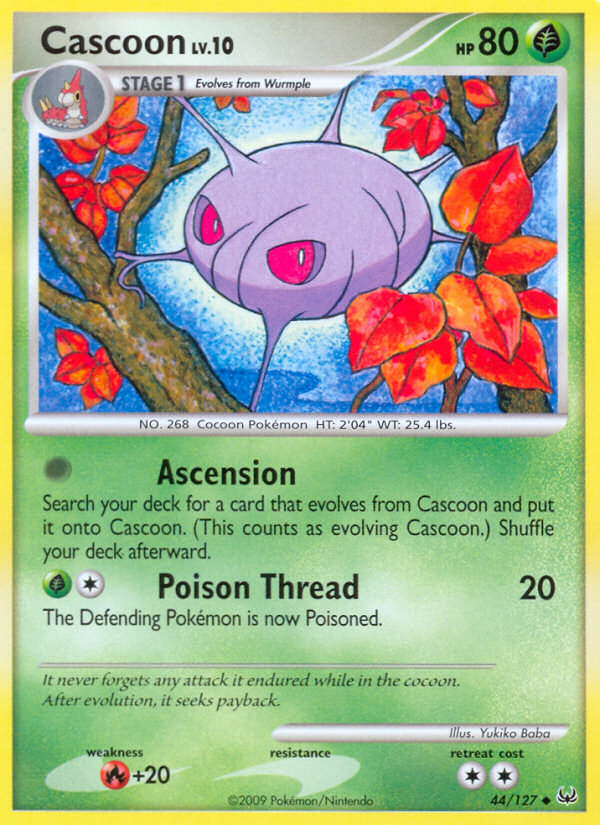 Cascoon LV.10
HP 80
STAGE 1 Evolves from Wurmple
NO. 268 Cocoon Pokémon HT: 2'04" WT: 25.4 lbs.
Ascension
Search your deck for a card that evolves from Cascoon and put
it onto Cascoon. (This counts as evolving Cascoon.) Shuffle
your deck afterward.
Poison Thread 20
The Defending Pokémon is now Poisoned.
It never forgets any attack it endured while in the cocoon.
After evolution, it seeks payback.
Illus. Yukiko Baba
weakness resistance retreat cost
+20
©2009 Pokémon/Nintendo 44/127